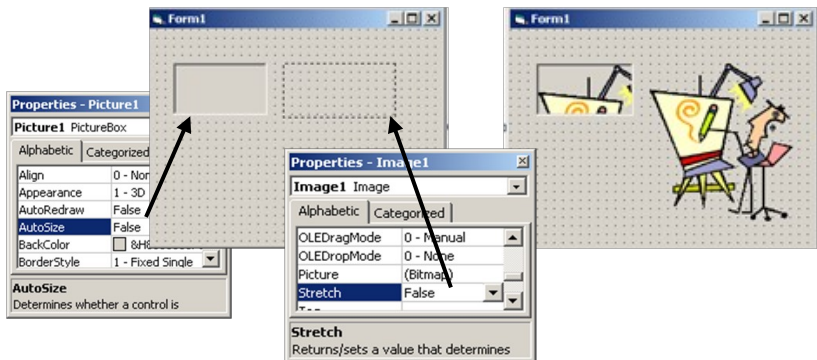 Form1
Form1
Properties - Picture1
Picture1 PictureBox
Alphabetic Categorized
Align 0 - Non
Appearance 1 - 3D
AutoRedraw False
AutoSize False
BackColor
BorderStyle 1 - Fixed Single
AutoSize
Determines whether a control is
Properties - Image1
Image1 Image
Alphabetic Categorized
OLEDragMode 0 - Manual
OLEDropMode 0 - None
Picture (Bitmap)
Stretch False
Stretch
Returns/sets a value that determines